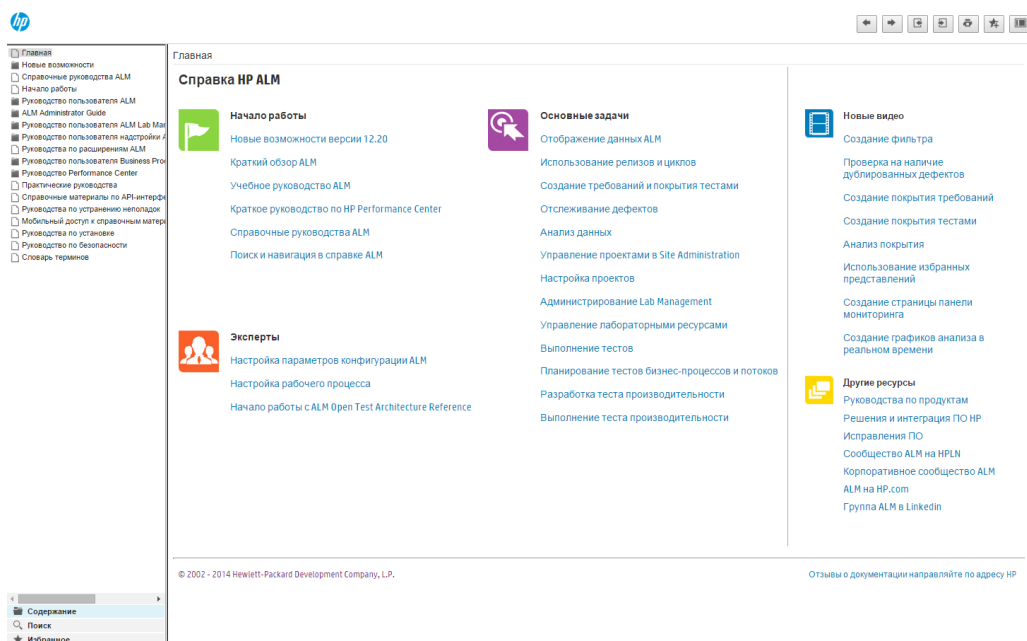 hp
Главная
Новые возможности
Справочные руководства ALM
Начало работы
Руководство пользователя ALM
ALM Administrator Guide
Руководство пользователя ALM Lab
Руководство пользователя надстройки
Руководства по расширениям ALM
Руководство пользователя Business
Руководство Performance Center
Практические руководства
Справочные материалы по
Руководства по устранению неполадок
Мобильный доступ к справочным
Руководства по установке
Руководство по безопасности
Словарь терминов
Содержание
Поиск
Избранное
Главная
Справка HP ALM
Начало работы
Новые возможности версии 12.20
Краткий обзор ALM
Учебное руководство ALM
Краткое руководство по HP Performance Center
Справочные руководства ALM
Поиск и навигация в справке ALM
Эксперты
Настройка параметров конфигурации ALM
Настройка рабочего процесса
Начало работы с ALM Open Test Architecture Reference
Основные задачи
Отображение данных ALM
Использование релизов и циклов
Создание требований и покрытия тестами
Отслеживание дефектов
Анализ данных
Управление проектами в Site Administration
Настройка проектов
Администрирование Lab Management
Управление лабораторными ресурсами
Выполнение тестов
Планирование тестов бизнес-процессов и потоков
Разработка теста производительности
Выполнение теста производительности
Новые видео
Создание фильтра
Проверка на наличие
дублированных дефектов
Создание покрытия требований
Создание покрытия тестами
Анализ покрытия
Использование избранных
представлений
Создание страницы панели
мониторинга
Создание графиков анализа в
реальном времени
Другие ресурсы
Руководства по продуктам
Решения и интеграция ПО HP
Исправления ПО
Сообщество ALM на HPLN
Корпоративное сообщество ALM
ALM на HP.com
Группа ALM в Linkedin
© 2002 - 2014 Hewlett-Packard Development Company, L.P.
Отзывы о документации направляйте по адресу HP